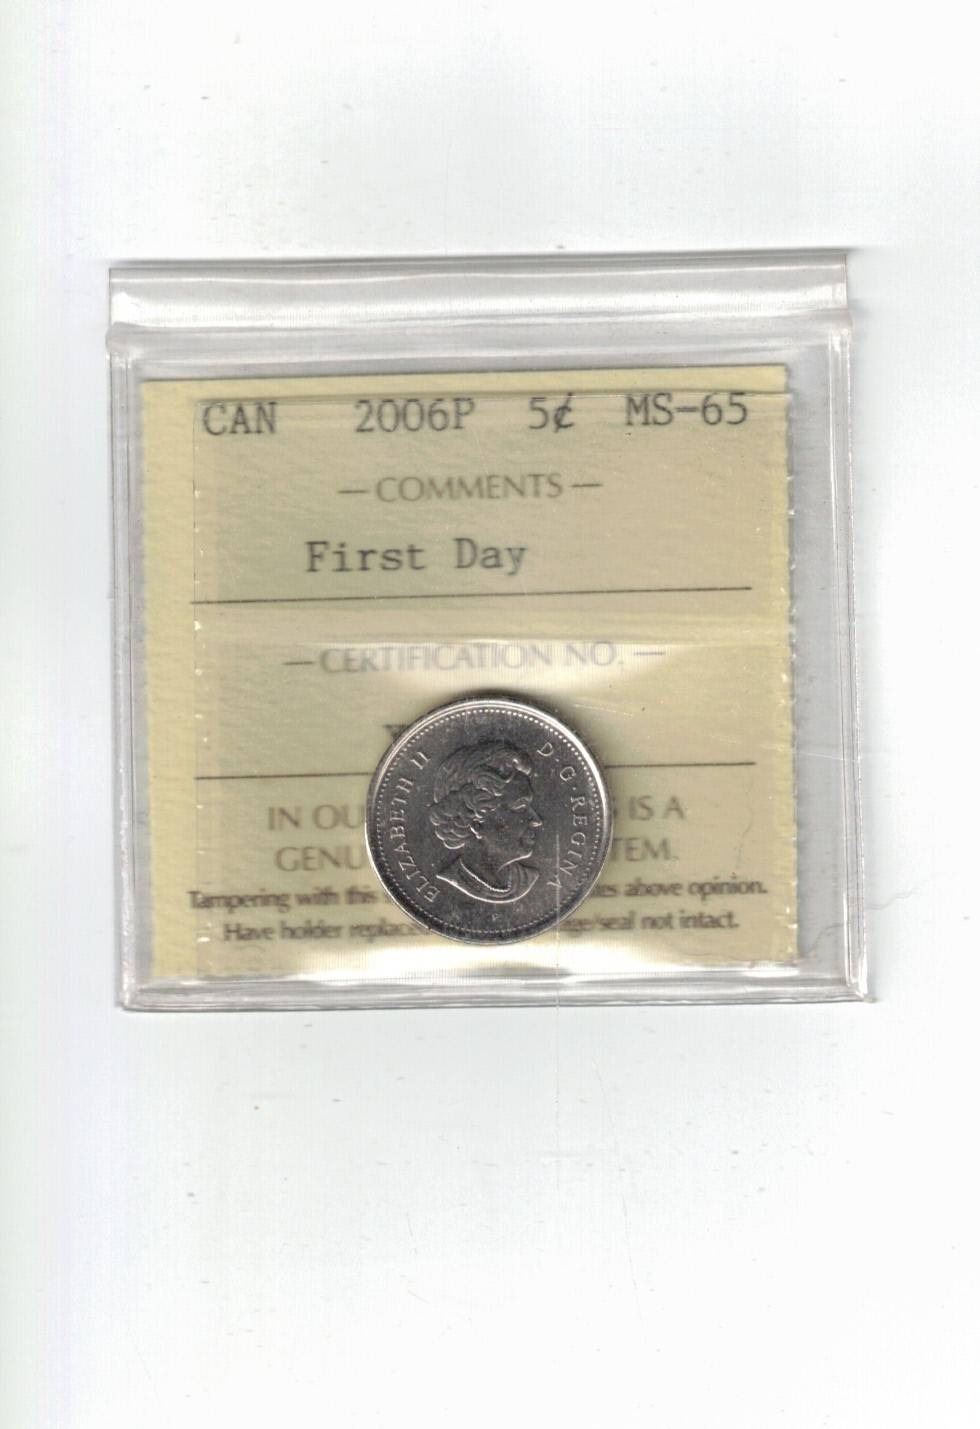 CAN 2006P 5¢ MS-65
— COMMENTS —
First Day
— CERTIFICATION NO. —
IN OU IS A
GENU TEM.
Tampering with this es above opinion.
Have holder replac ge/seal not intact.
ELIZABETH II D·G·REGINA
P